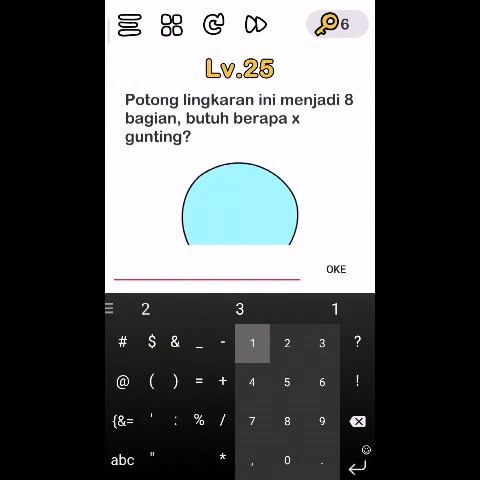 6
Lv.25
Potong lingkaran ini menjadi 8
bagian, butuh berapa x
gunting?
OKE
2 3 1
# $ & _ - 1 2 3 ?
@ ( ) = + 4 5 6 !
{&= ' : % / 7 8 9
abc " * , 0 .